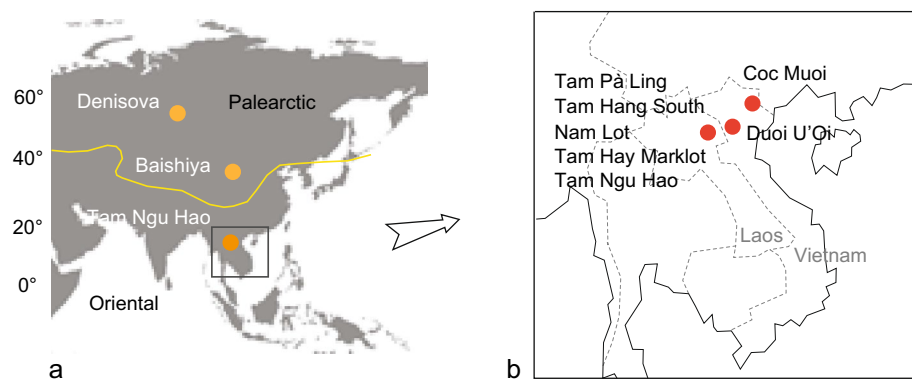 60°
40°
20°
0°
Denisova
Palearctic
Baishiya
Tam Ngu Hao
Oriental
a
Tam Pà Ling
Tam Hang South
Nam Lot
Tam Hay Marklot
Tam Ngu Hao
Coc Muoi
Duoi U'Oi
Laos
Vietnam
b